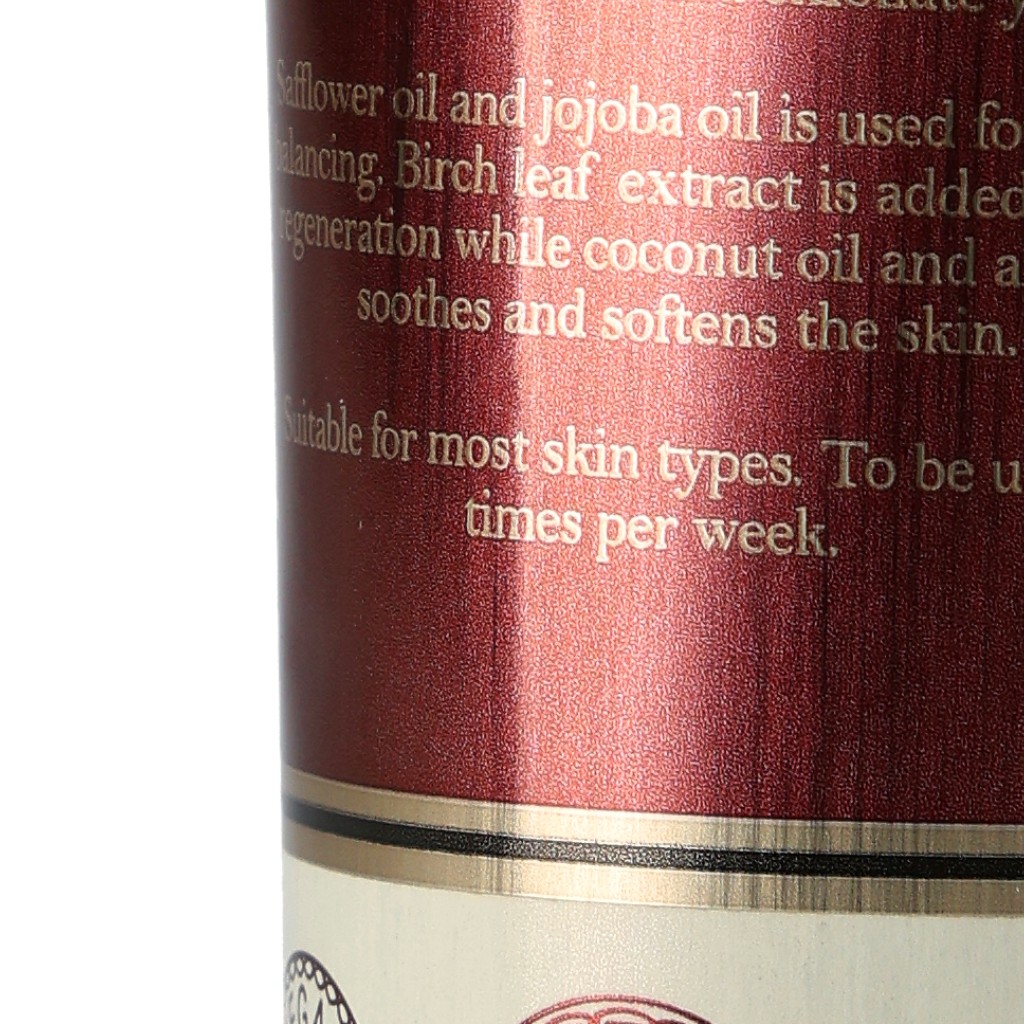 Safflower oil and jojoba oil is used fo
balancing. Birch leaf extract is added
regeneration while coconut oil and a
soothes and softens the skin.
Suitable for most skin types. To be u
times per week.
EGA